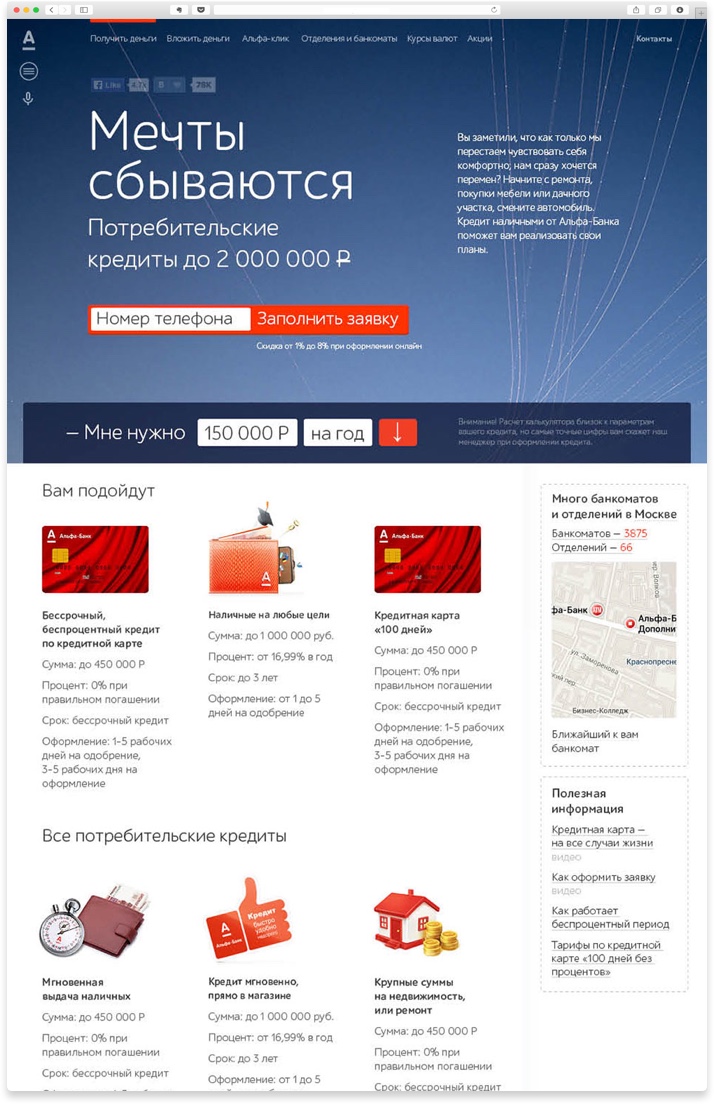 Получить деньги Вложить деньги Альфа-клик Отделения и банкоматы Курсы валют Акции Контакты
Like 4.7k 78K
Мечты
сбываются
Потребительские
кредиты до 2 000 000 ₽
Вы заметили, что как только мы
перестаем чувствовать себя
комфортно, нам сразу хочется
перемен? Начните с ремонта,
покупки мебели или дачного
участка, смените автомобиль.
Кредит наличными от Альфа-Банка
поможет вам реализовать свои
планы.
Номер телефона Заполнить заявку
Скидка от 1% до 8% при оформлении онлайн
— Мне нужно 150 000 Р на год ↓
Внимание! Расчет калькулятора близок к параметрам
вашего кредита, но самые точные цифры вам скажет наш
менеджер при оформлении кредита.
Вам подойдут
Альфа-Банк
Бессрочный,
беспроцентный кредит
по кредитной карте
Сумма: до 450 000 Р
Процент: 0% при
правильном погашении
Срок: бессрочный кредит
Оформление: 1–5 рабочих
дней на одобрение,
3–5 рабочих дня на
оформление
Наличные на любые цели
Сумма: до 1 000 000 руб.
Процент: от 16,99% в год
Срок: до 3 лет
Оформление: от 1 до 5
дней на одобрение
Альфа-Банк
Кредитная карта
«100 дней»
Сумма: до 450 000 Р
Процент: 0% при
правильном погашении
Срок: бессрочный кредит
Оформление: 1–5 рабочих
дней на одобрение,
3–5 рабочих дня на
оформление
Много банкоматов
и отделений в Москве
Банкоматов — 3875
Отделений — 66
фа-Банк
Альфа-Б
Дополни
ул. Заморенова
Краснопресне
кий пер.
Бизнес-Колледж
Ближайший к вам
банкомат
Полезная
информация
Кредитная карта —
на все случаи жизни
видео
Как оформить заявку
видео
Как работает
беспроцентный период
Тарифы по кредитной
карте «100 дней без
процентов»
Все потребительские кредиты
Мгновенная
выдача наличных
Сумма: до 450 000 Р
Процент: 0% при
правильном погашении
Срок: бессрочный кредит
Кредит
быстро
удобно
Альфа-Банк
Кредит мгновенно,
прямо в магазине
Сумма: до 1 000 000 руб.
Процент: от 16,99% в год
Срок: до 3 лет
Оформление: от 1 до 5
Крупные суммы
на недвижимость,
или ремонт
Сумма: до 450 000 Р
Процент: 0% при
правильном погашении
Срок: бессрочный кредит